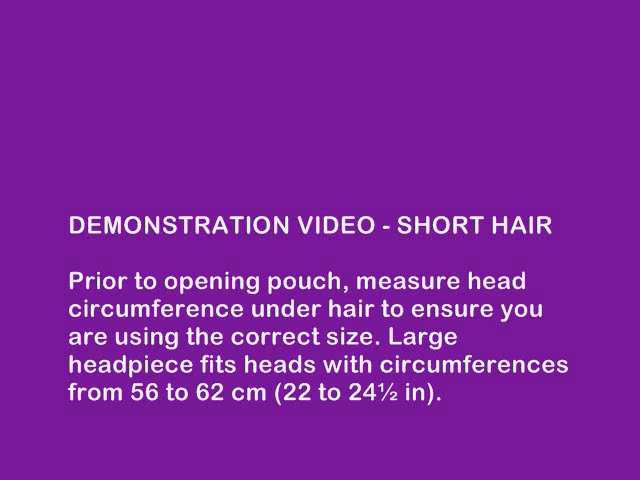 DEMONSTRATION VIDEO - SHORT HAIR
Prior to opening pouch, measure head
circumference under hair to ensure you
are using the correct size. Large
headpiece fits heads with circumferences
from 56 to 62 cm (22 to 24½ in).